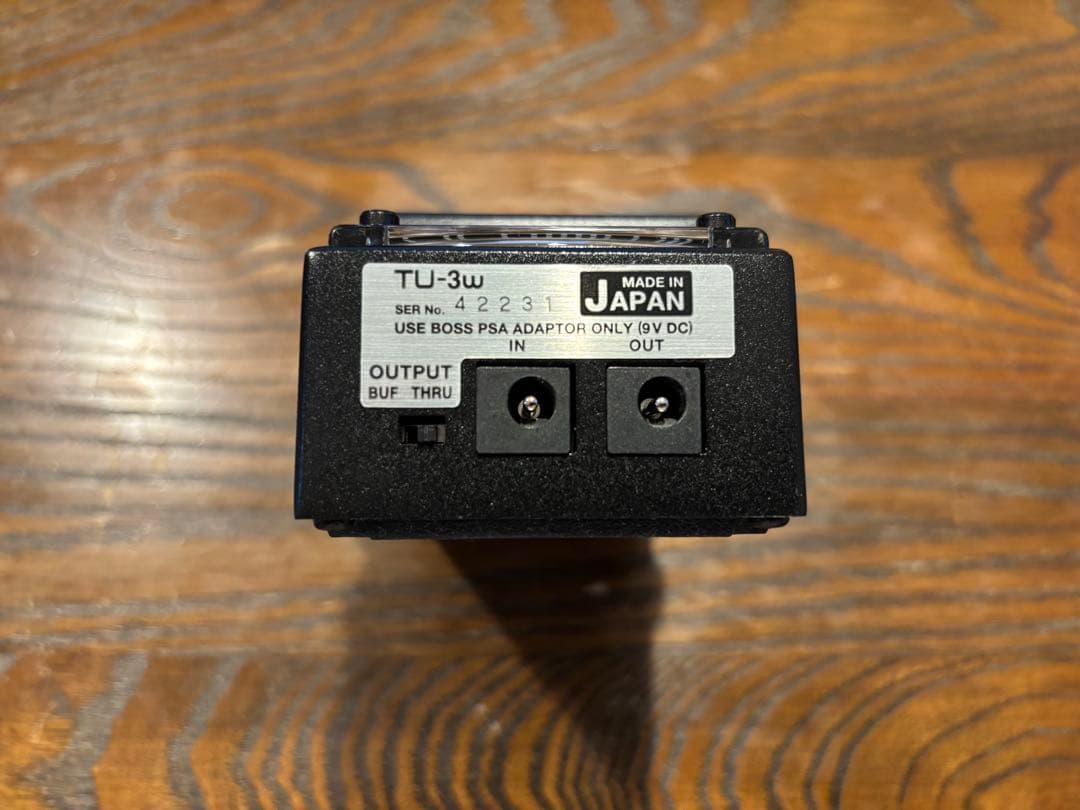 TU-3w
MADE IN
JAPAN
SER No. 42231
USE BOSS PSA ADAPTOR ONLY (9V DC)
IN OUT
OUTPUT
BUF THRU